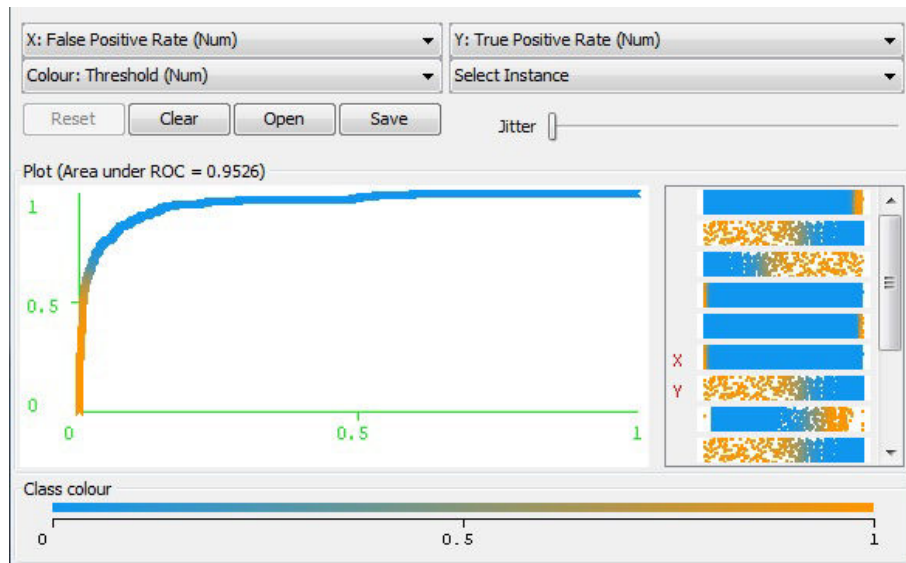 X: False Positive Rate (Num)
Y: True Positive Rate (Num)
Colour: Threshold (Num)
Select Instance
Reset
Clear
Open
Save
Jitter
Plot (Area under ROC = 0.9526)
1
0.5
0
0
0.5
1
X
Y
Class colour
0
0.5
1